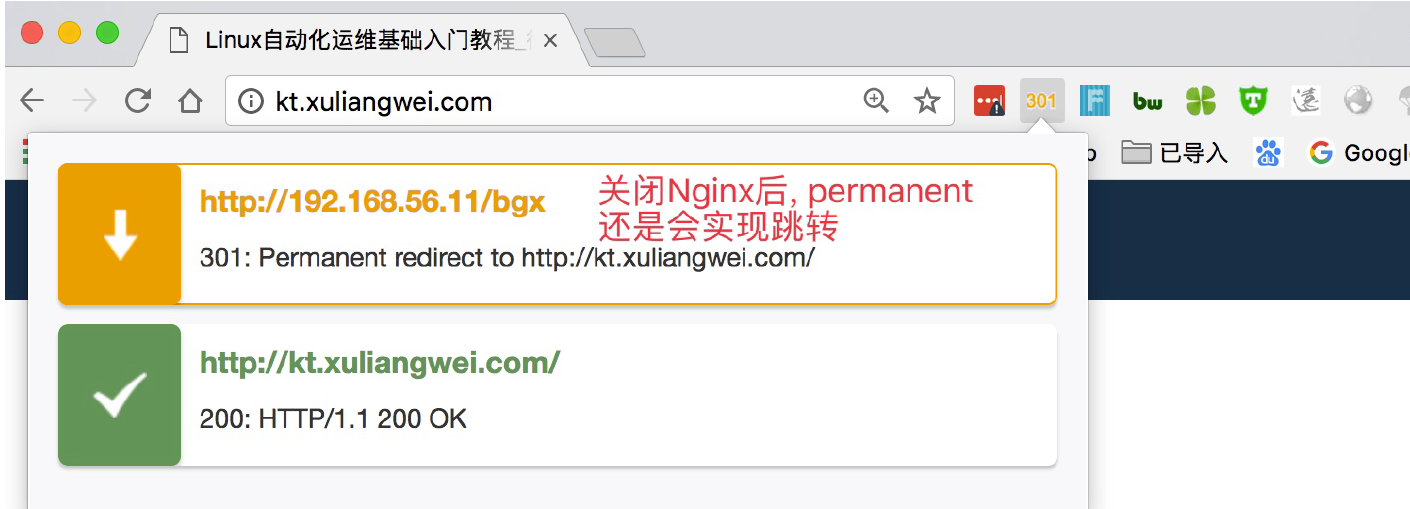 Linux自动化运维基础入门教程_
kt.xuliangwei.com
301
bw
T
已导入
du
G
Googl
http://192.168.56.11/bgx
关闭Nginx后, permanent
还是会实现跳转
301: Permanent redirect to http://kt.xuliangwei.com/
http://kt.xuliangwei.com/
200: HTTP/1.1 200 OK